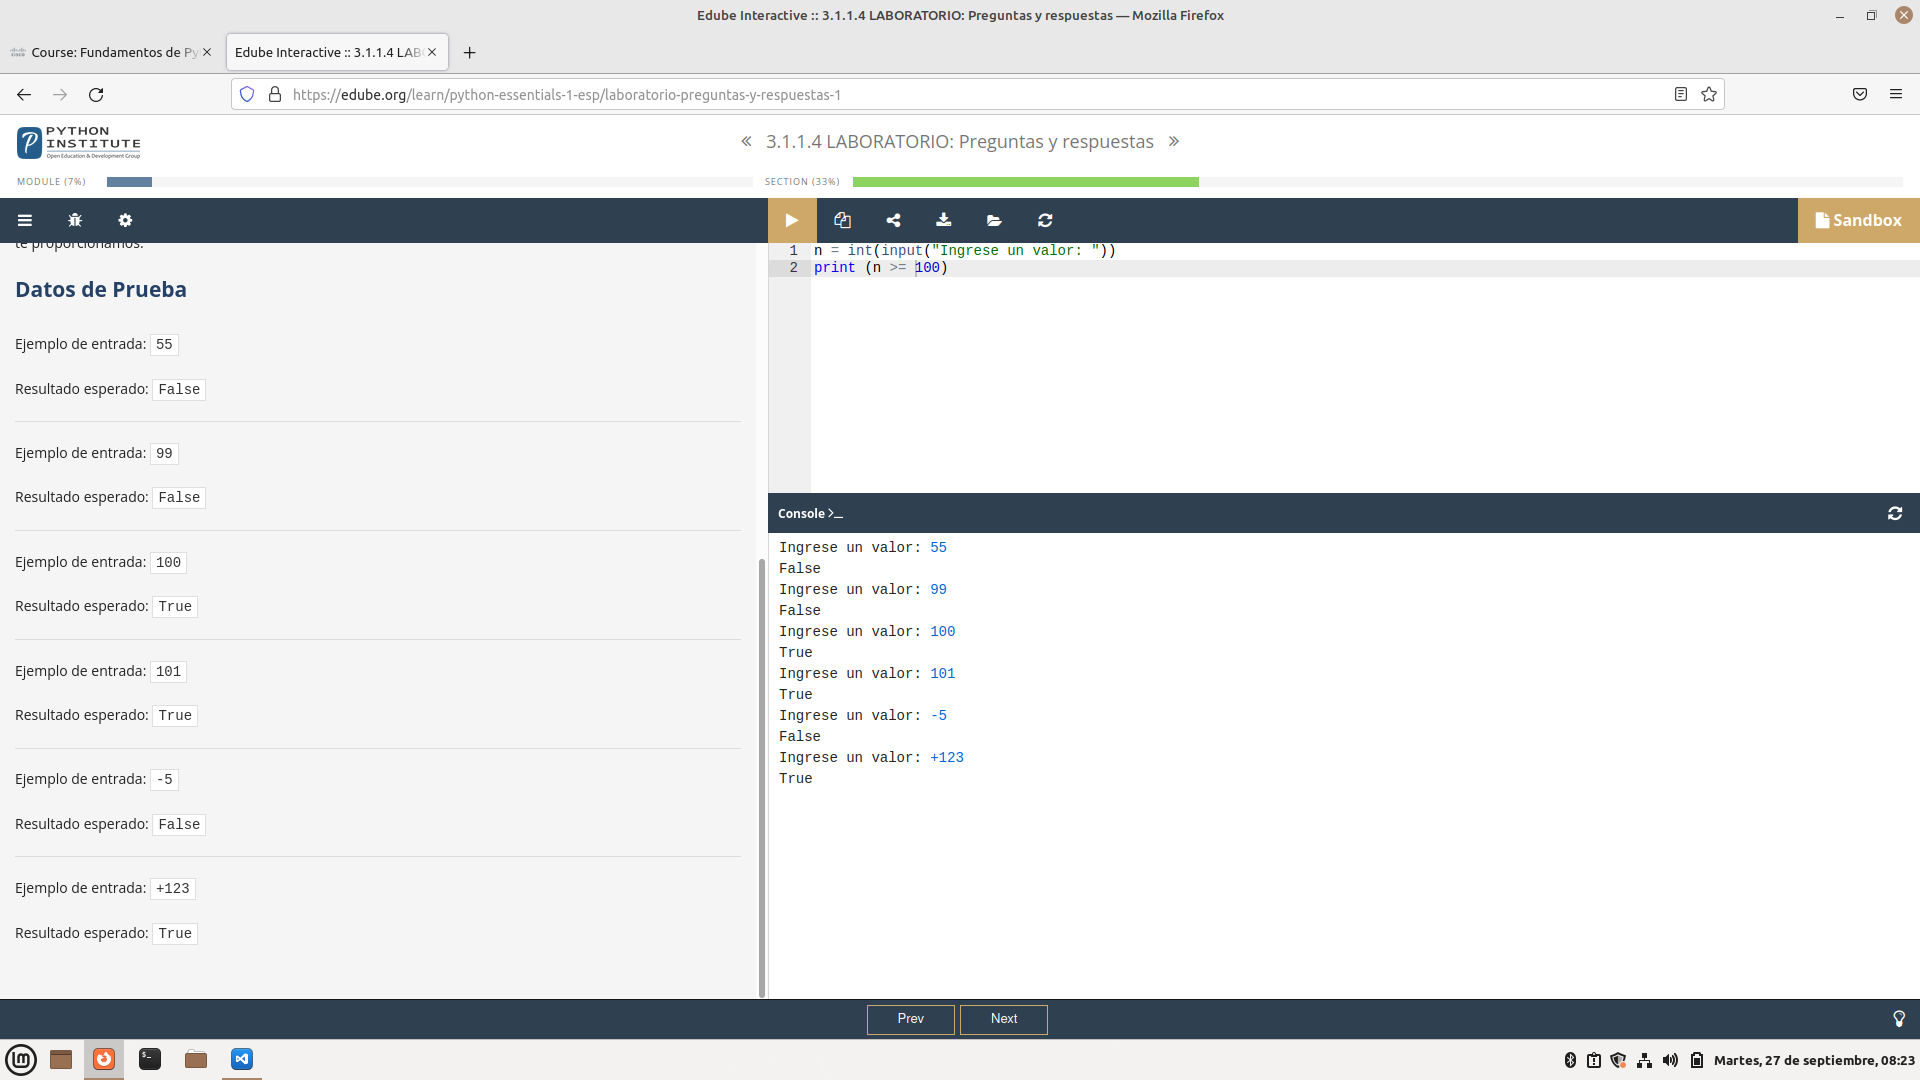 Edube Interactive :: 3.1.1.4 LABORATORIO: Preguntas y respuestas — Mozilla Firefox
Course: Fundamentos de Py
Edube Interactive :: 3.1.1.4 LAB
https://edube.org/learn/python-essentials-1-esp/laboratorio-preguntas-y-respuestas-1
PYTHON
INSTITUTE
Open Education & Development Group
« 3.1.1.4 LABORATORIO: Preguntas y respuestas »
MODULE (7%)
SECTION (33%)
Sandbox
te proporcionamos.
Datos de Prueba
Ejemplo de entrada: 55
Resultado esperado: False
Ejemplo de entrada: 99
Resultado esperado: False
Ejemplo de entrada: 100
Resultado esperado: True
Ejemplo de entrada: 101
Resultado esperado: True
Ejemplo de entrada: -5
Resultado esperado: False
Ejemplo de entrada: +123
Resultado esperado: True
1 n = int(input("Ingrese un valor: "))
2 print (n >= 100)
Console >_
Ingrese un valor: 55
False
Ingrese un valor: 99
False
Ingrese un valor: 100
True
Ingrese un valor: 101
True
Ingrese un valor: -5
False
Ingrese un valor: +123
True
Prev
Next
Martes, 27 de septiembre, 08:23